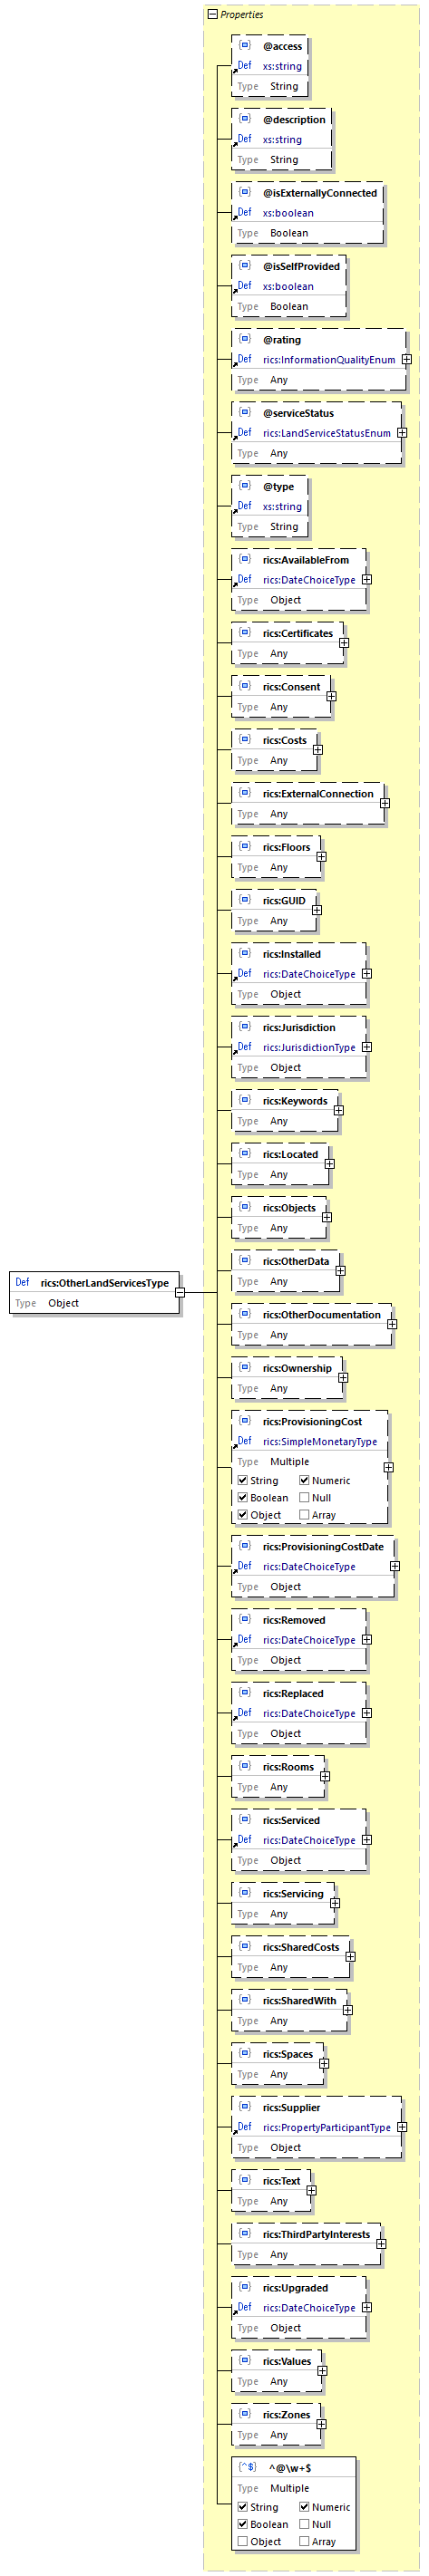 Properties
@access
Def xs:string
Type String
@description
Def xs:string
Type String
@isExternallyConnected
Def xs:boolean
Type Boolean
@isSelfProvided
Def xs:boolean
Type Boolean
@rating
Def rics:InformationQualityEnum
Type Any
@serviceStatus
Def rics:LandServiceStatusEnum
Type Any
@type
Def xs:string
Type String
rics:AvailableFrom
Def rics:DateChoiceType
Type Object
rics:Certificates
Type Any
rics:Consent
Type Any
rics:Costs
Type Any
rics:ExternalConnection
Type Any
rics:Floors
Type Any
rics:GUID
Type Any
rics:Installed
Def rics:DateChoiceType
Type Object
rics:Jurisdiction
Def rics:JurisdictionType
Type Object
rics:Keywords
Type Any
rics:Located
Type Any
rics:Objects
Type Any
rics:OtherData
Type Any
Def rics:OtherLandServicesType
Type Object
rics:OtherDocumentation
Type Any
rics:Ownership
Type Any
rics:ProvisioningCost
Def rics:SimpleMonetaryType
Type Multiple
String Numeric
Boolean Null
Object Array
rics:ProvisioningCostDate
Def rics:DateChoiceType
Type Object
rics:Removed
Def rics:DateChoiceType
Type Object
rics:Replaced
Def rics:DateChoiceType
Type Object
rics:Rooms
Type Any
rics:Serviced
Def rics:DateChoiceType
Type Object
rics:Servicing
Type Any
rics:SharedCosts
Type Any
rics:SharedWith
Type Any
rics:Spaces
Type Any
rics:Supplier
Def rics:PropertyParticipantType
Type Object
rics:Text
Type Any
rics:ThirdPartyInterests
Type Any
rics:Upgraded
Def rics:DateChoiceType
Type Object
rics:Values
Type Any
rics:Zones
Type Any
{^$} ^@\w+$
Type Multiple
String Numeric
Boolean Null
Object Array